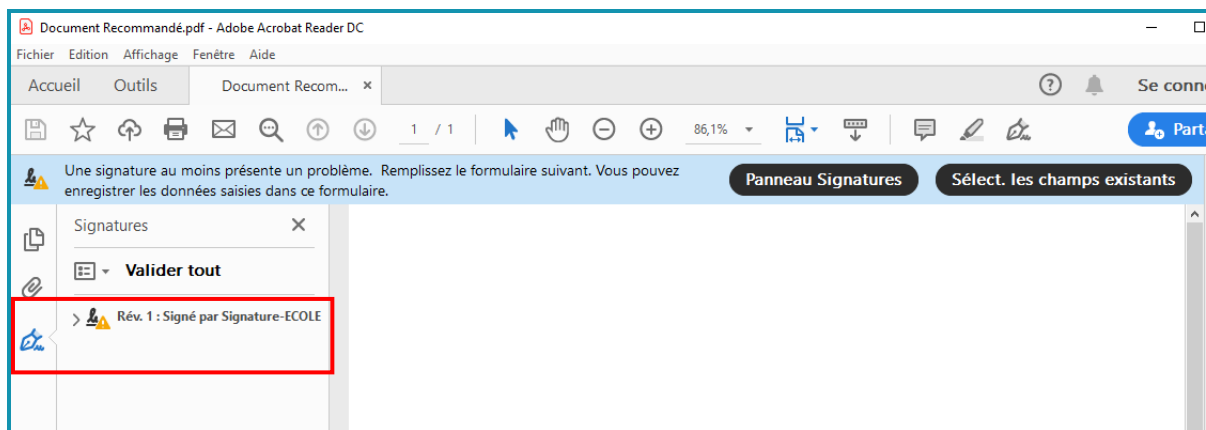 Document Recommandé.pdf - Adobe Acrobat Reader DC
Fichier Edition Affichage Fenêtre Aide
Accueil Outils Document Recom... × ? Se conn
1 / 1 86,1% Part
Une signature au moins présente un problème. Remplissez le formulaire suivant. Vous pouvez
enregistrer les données saisies dans ce formulaire.
Panneau Signatures Sélect. les champs existants
Signatures
Valider tout
Rév. 1 : Signé par Signature-ECOLE